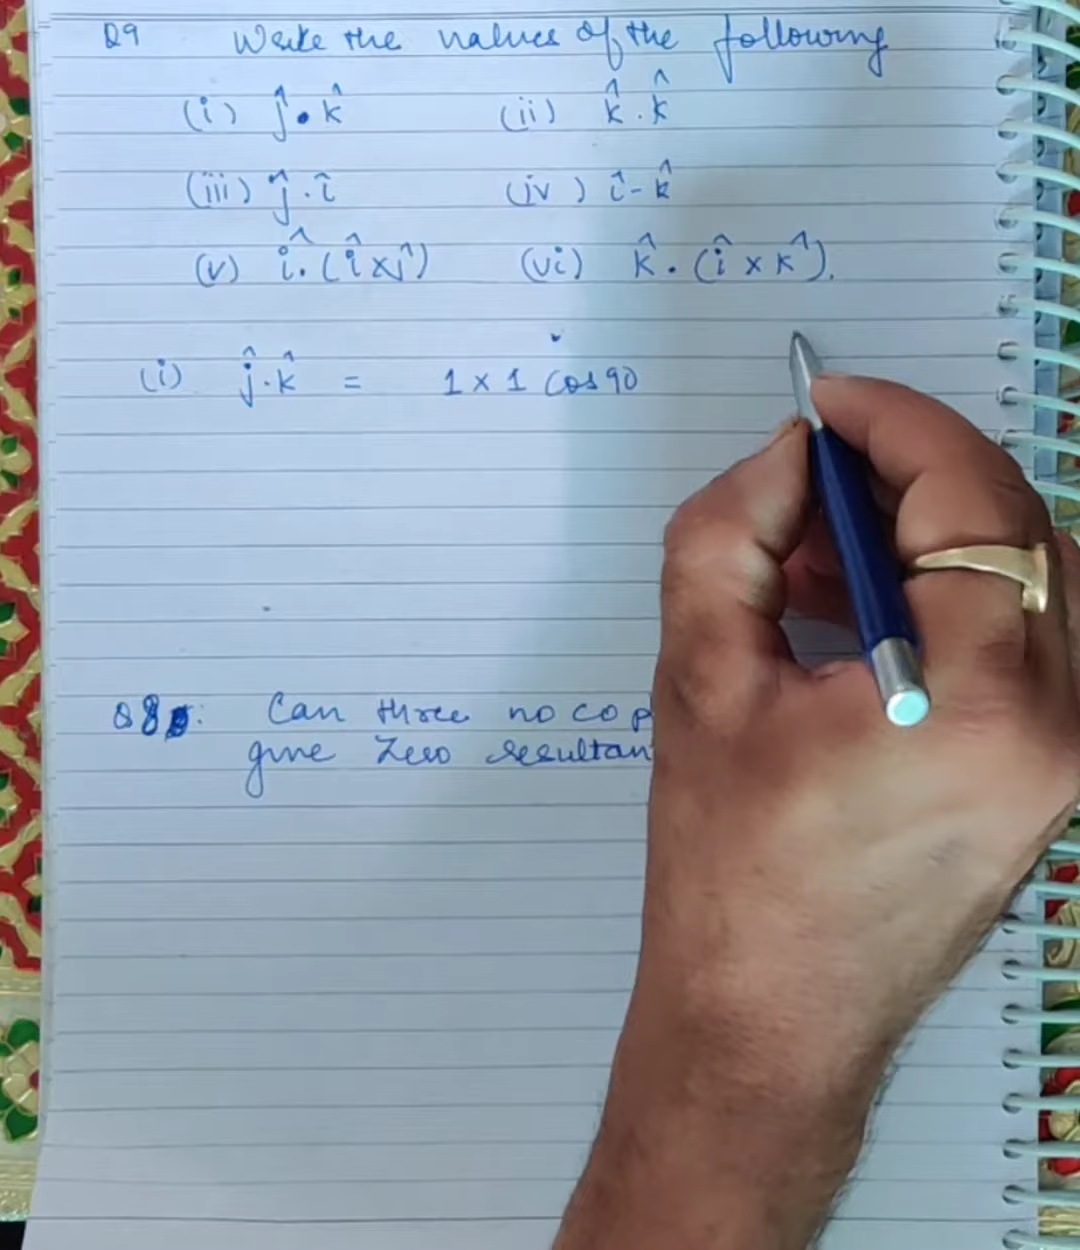 Q9 Write the values of the following
(i) ĵ . k̂ (ii) k̂ . k̂
(iii) ĵ . î (iv) î - k̂
(v) î . (î x ĵ) (vi) k̂ . (î x k̂).
(i) ĵ . k̂ = 1 x 1 cos 90
Q8 : Can three no cop
give zero resultan